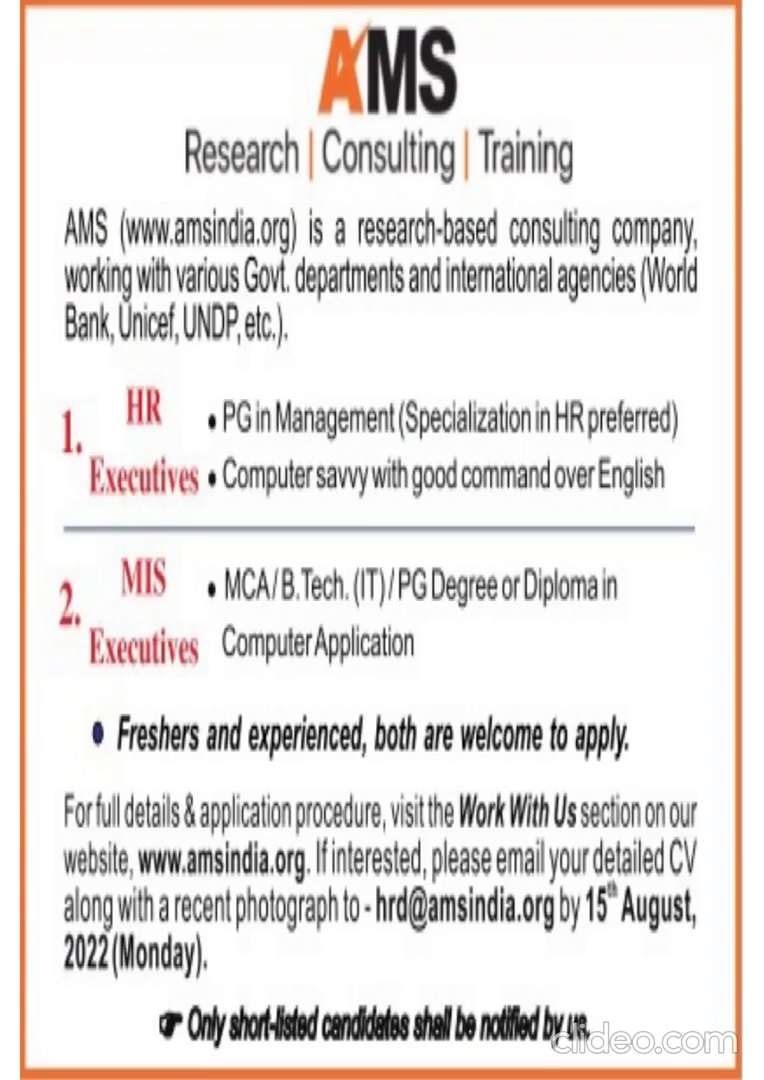 AMS
Research | Consulting | Training
AMS (www.amsindia.org) is a research-based consulting company,
working with various Govt. departments and international agencies (World
Bank, Unicef, UNDP, etc.).
1. HR Executives
• PG in Management (Specialization in HR preferred)
• Computer savvy with good command over English
2. MIS Executives
• MCA / B.Tech. (IT) / PG Degree or Diploma in
Computer Application
• Freshers and experienced, both are welcome to apply.
For full details & application procedure, visit the Work With Us section on our
website, www.amsindia.org. If interested, please email your detailed CV
along with a recent photograph to - hrd@amsindia.org by 15th August,
2022 (Monday).
☞ Only short-listed candidates shall be notified by us.
clideo.com